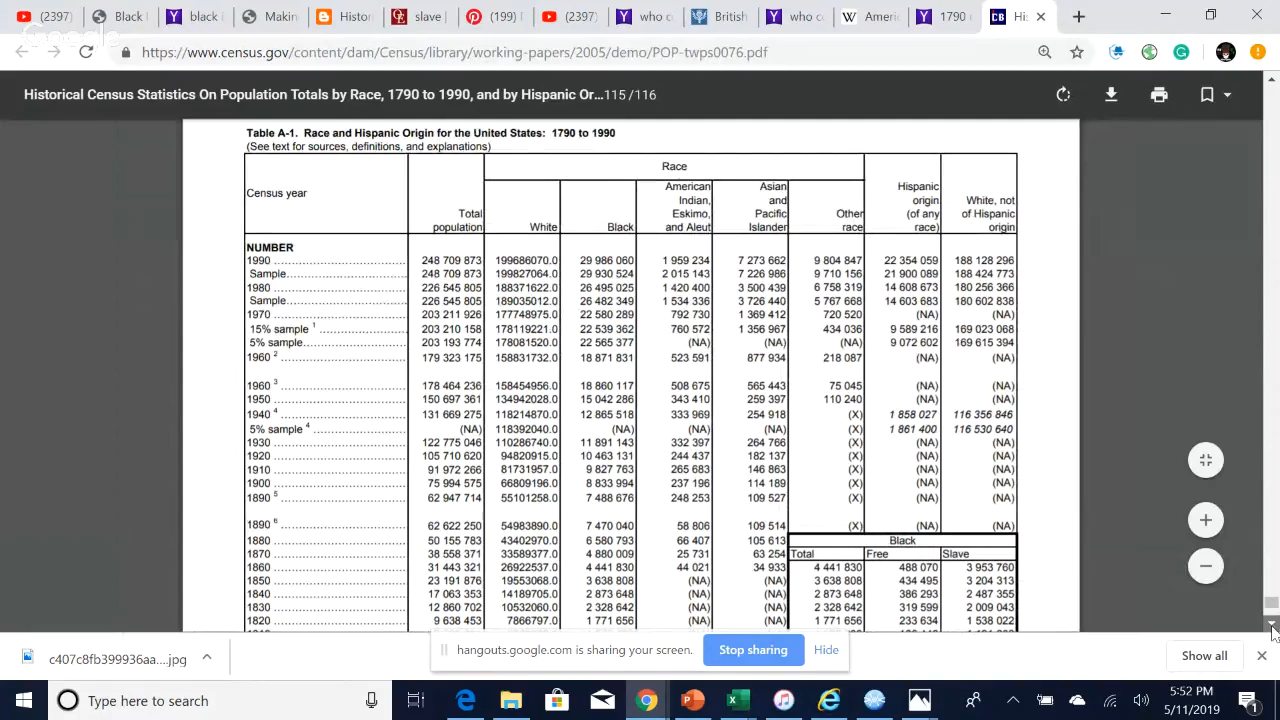 (2397 Black l black Makin Histor slave (199) (2397) who c British who c Ameri 1790 His
Google
https://www.census.gov/content/dam/Census/library/working-papers/2005/demo/POP-twps0076.pdf
Historical Census Statistics On Population Totals by Race, 1790 to 1990, and by Hispanic Or...115 / 116
Table A-1. Race and Hispanic Origin for the United States: 1790 to 1990
(See text for sources, definitions, and explanations)
Census year Total population Race White Black American Indian, Eskimo, and Aleut Asian and Pacific Islander Other race Hispanic origin (of any race) White, not of Hispanic origin
NUMBER
1990 248 709 873 199686070.0 29 986 060 1 959 234 7 273 662 9 804 847 22 354 059 188 128 296
Sample 248 709 873 199827064.0 29 930 524 2 015 143 7 226 986 9 710 156 21 900 089 188 424 773
1980 226 545 805 188371622.0 26 495 025 1 420 400 3 500 439 6 758 319 14 608 673 180 256 366
Sample 226 545 805 189035012.0 26 482 349 1 534 336 3 726 440 5 767 668 14 603 683 180 602 838
1970 203 211 926 177748975.0 22 580 289 792 730 1 369 412 720 520 (NA) (NA)
15% sample 1 203 210 158 178119221.0 22 539 362 760 572 1 356 967 434 036 9 589 216 169 023 068
5% sample 203 193 774 178081520.0 22 565 377 (NA) (NA) (NA) 9 072 602 169 615 394
1960 2 179 323 175 158831732.0 18 871 831 523 591 877 934 218 087 (NA) (NA)
1960 3 178 464 236 158454956.0 18 860 117 508 675 565 443 75 045 (NA) (NA)
1950 150 697 361 134942028.0 15 042 286 343 410 259 397 110 240 (NA) (NA)
1940 4 131 669 275 118214870.0 12 865 518 333 969 254 918 (X) 1 858 027 116 356 846
5% sample 4 (NA) 118392040.0 (NA) (NA) (NA) (X) 1 861 400 116 530 640
1930 122 775 046 110286740.0 11 891 143 332 397 264 766 (X) (NA) (NA)
1920 105 710 620 94820915.0 10 463 131 244 437 182 137 (X) (NA) (NA)
1910 91 972 266 81731957.0 9 827 763 265 683 146 863 (X) (NA) (NA)
1900 75 994 575 66809196.0 8 833 994 237 196 114 189 (X) (NA) (NA)
1890 5 62 947 714 55101258.0 7 488 676 248 253 109 527 (X) (NA) (NA)
1890 6 62 622 250 54983890.0 7 470 040 58 806 109 514 (X) (NA) (NA)
1880 50 155 783 43402970.0 6 580 793 66 407 105 613 Black
1870 38 558 371 33589377.0 4 880 009 25 731 63 254 Total Free Slave
1860 31 443 321 26922537.0 4 441 830 44 021 34 933 4 441 830 488 070 3 953 760
1850 23 191 876 19553068.0 3 638 808 (NA) (NA) 3 638 808 434 495 3 204 313
1840 17 063 353 14189705.0 2 873 648 (NA) (NA) 2 873 648 386 293 2 487 355
1830 12 860 702 10532060.0 2 328 642 (NA) (NA) 2 328 642 319 599 2 009 043
1820 9 638 453 7866797.0 1 771 656 (NA) (NA) 1 771 656 233 634 1 538 022
c407c8fb399936aa....jpg
hangouts.google.com is sharing your screen. Stop sharing Hide
Show all
Type here to search
5:52 PM
5/11/2019
1